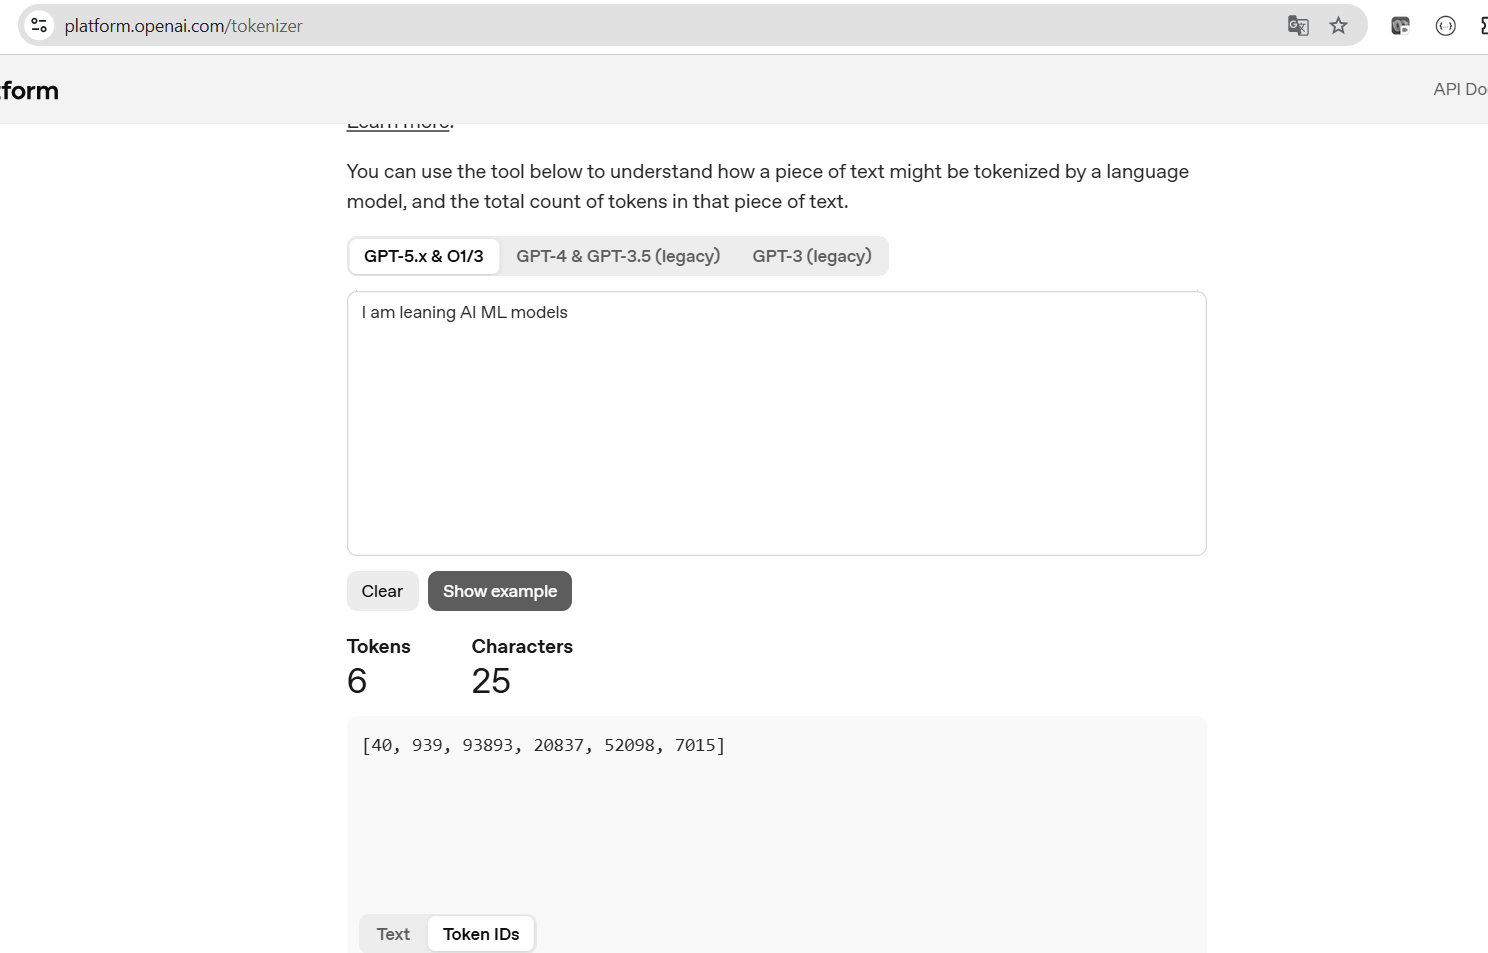 platform.openai.com/tokenizer
form
API Do
Learn more.
You can use the tool below to understand how a piece of text might be tokenized by a language
model, and the total count of tokens in that piece of text.
GPT-5.x & O1/3 GPT-4 & GPT-3.5 (legacy) GPT-3 (legacy)
I am leaning AI ML models
Clear Show example
Tokens Characters
6 25
[40, 939, 93893, 20837, 52098, 7015]
Text Token IDs